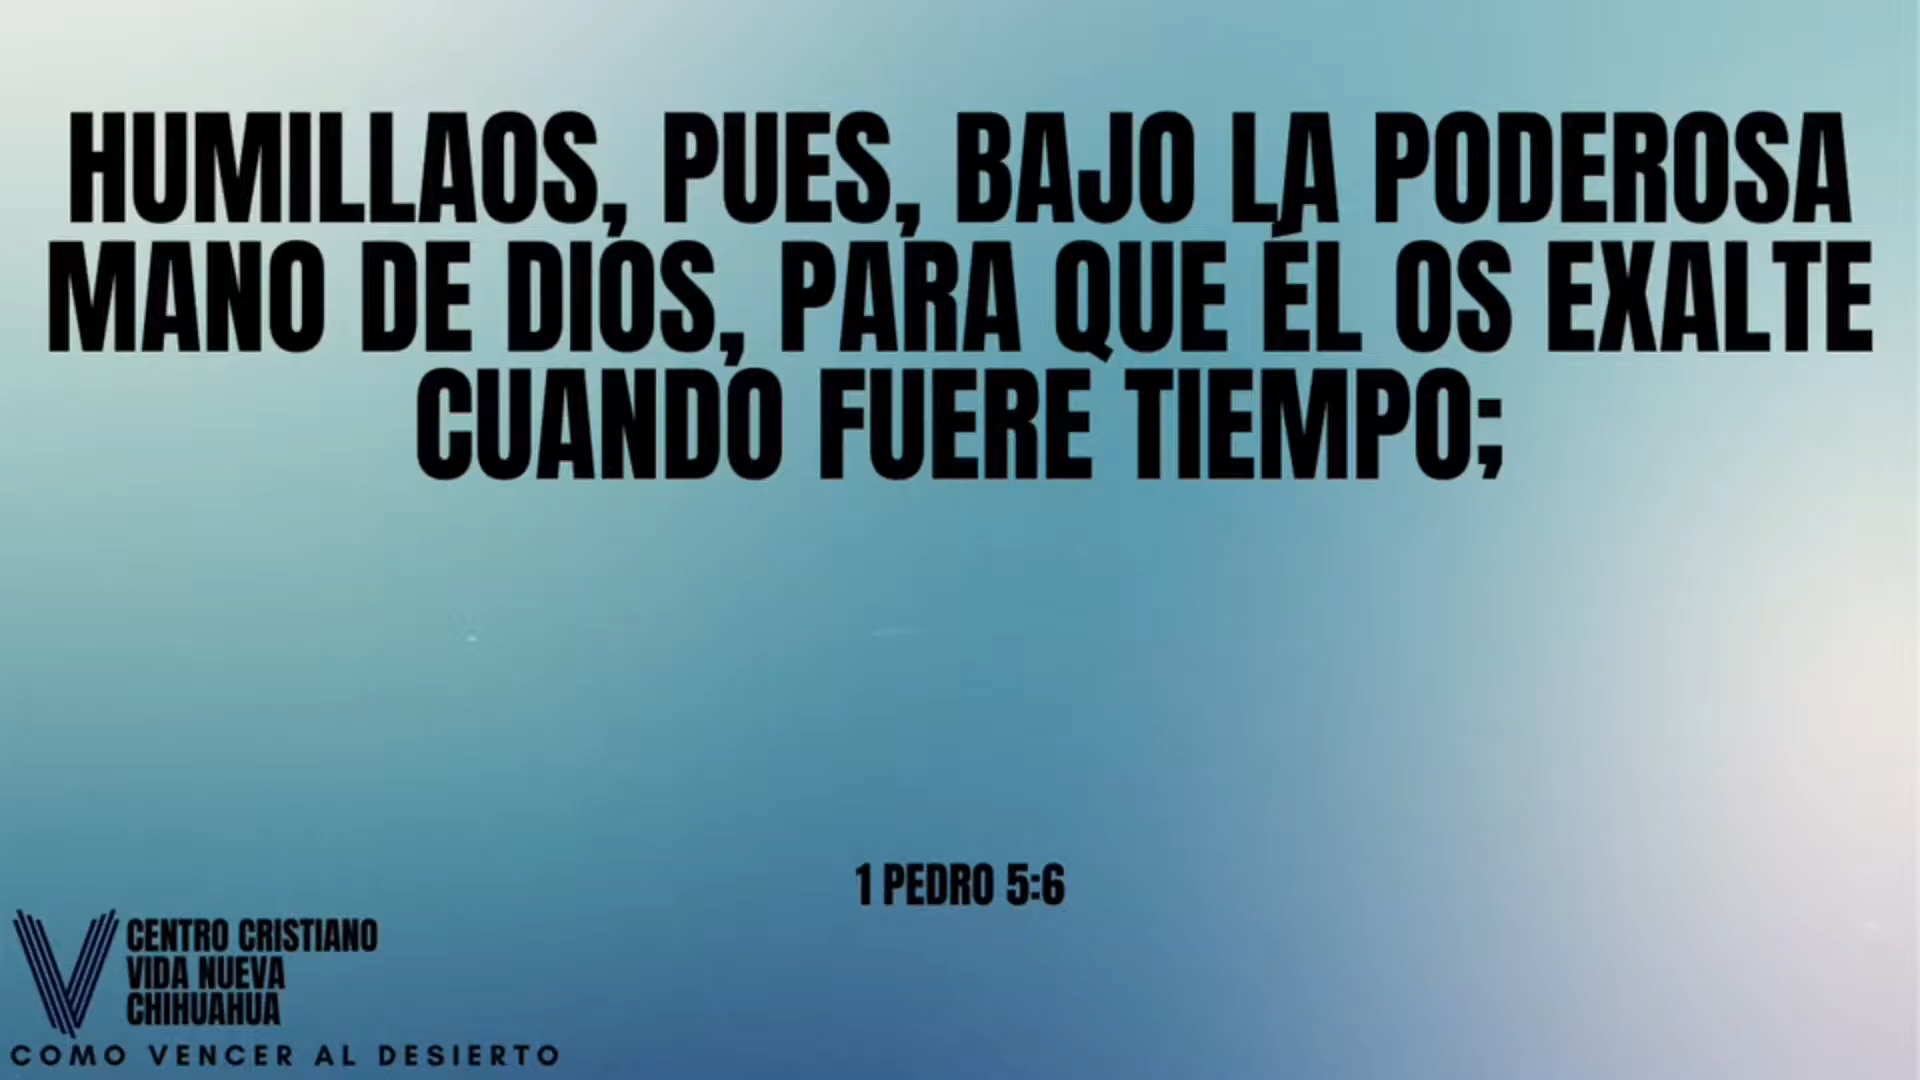 HUMILLAOS, PUES, BAJO LA PODEROSA
MANO DE DIOS, PARA QUE ÉL OS EXALTE
CUANDO FUERE TIEMPO;
1 PEDRO 5:6
CENTRO CRISTIANO
VIDA NUEVA
CHIHUAHUA
COMO VENCER AL DESIERTO